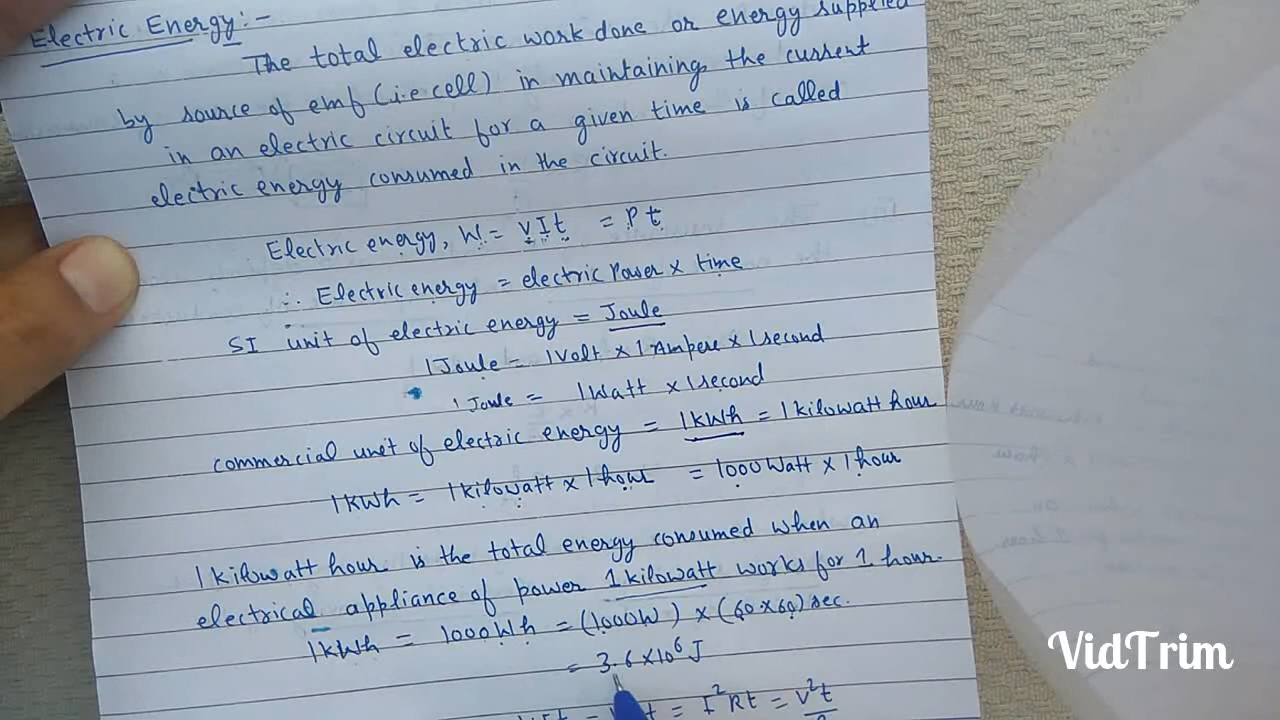 Electric Energy:-
The total electric work done or energy supplied
by source of emf (i.e cell) in maintaining the current
in an electric circuit for a given time is called
electric energy consumed in the circuit.
Electric energy, W = VIt = Pt
∴ Electric energy = electric Power × time
SI unit of electric energy = Joule
1 Joule = 1 Volt × 1 Ampere × 1 second
1 Joule = 1 Watt × 1 second
commercial unit of electric energy = 1 kWh = 1 kilowatt hour
1 kWh = 1 kilowatt × 1 hour = 1000 Watt × 1 hour
1 kilowatt hour is the total energy consumed when an
electrical appliance of power 1 kilowatt works for 1 hour.
1 kWh = 1000 Wh = (1000W) × (60×60) sec.
= 3.6 × 10⁶ J
t = I²Rt = V²t
VidTrim